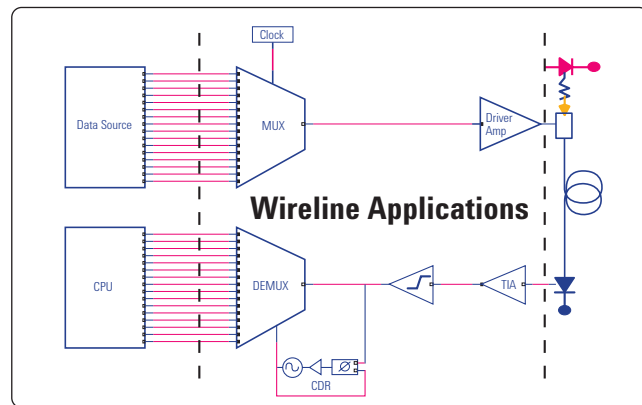 Clock
Data Source
MUX
Driver
Amp
Wireline Applications
CPU
DEMUX
TIA
CDR